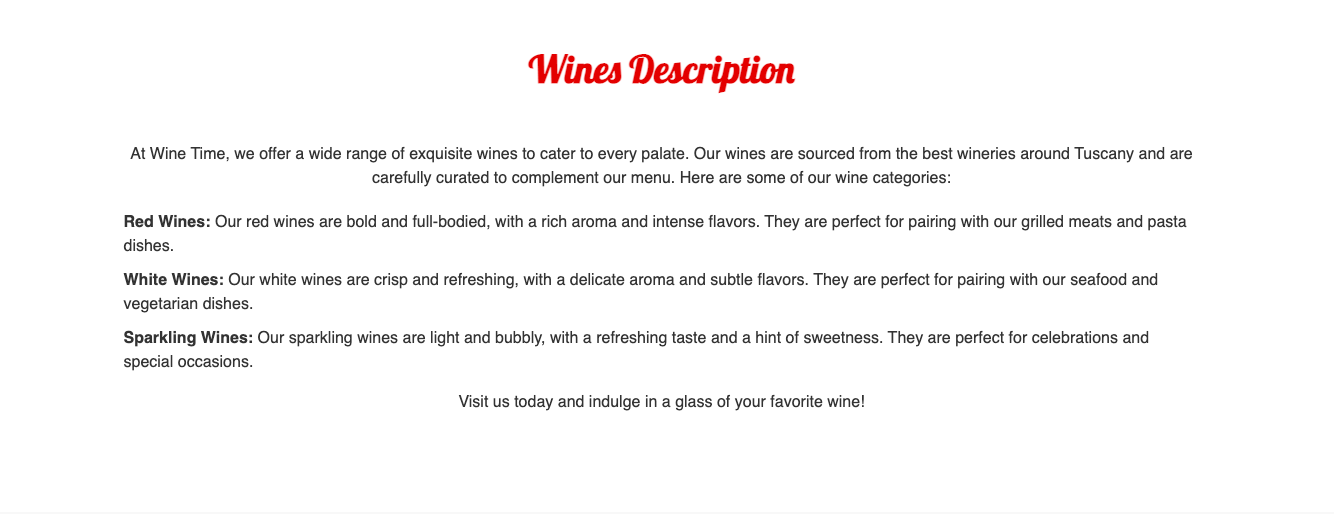 Wines Description
At Wine Time, we offer a wide range of exquisite wines to cater to every palate. Our wines are sourced from the best wineries around Tuscany and are
carefully curated to complement our menu. Here are some of our wine categories:
Red Wines: Our red wines are bold and full-bodied, with a rich aroma and intense flavors. They are perfect for pairing with our grilled meats and pasta
dishes.
White Wines: Our white wines are crisp and refreshing, with a delicate aroma and subtle flavors. They are perfect for pairing with our seafood and
vegetarian dishes.
Sparkling Wines: Our sparkling wines are light and bubbly, with a refreshing taste and a hint of sweetness. They are perfect for celebrations and
special occasions.
Visit us today and indulge in a glass of your favorite wine!